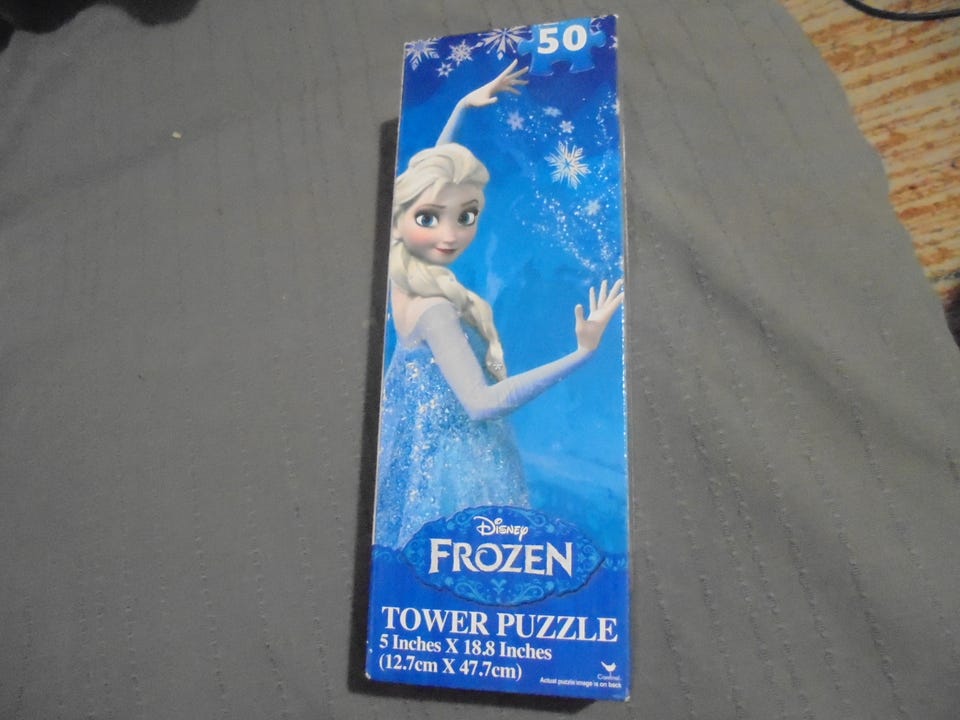 50
Disney
FROZEN
TOWER PUZZLE
5 Inches X 18.8 Inches
(12.7cm X 47.7cm)
Cardinal.
Actual puzzle image is on back